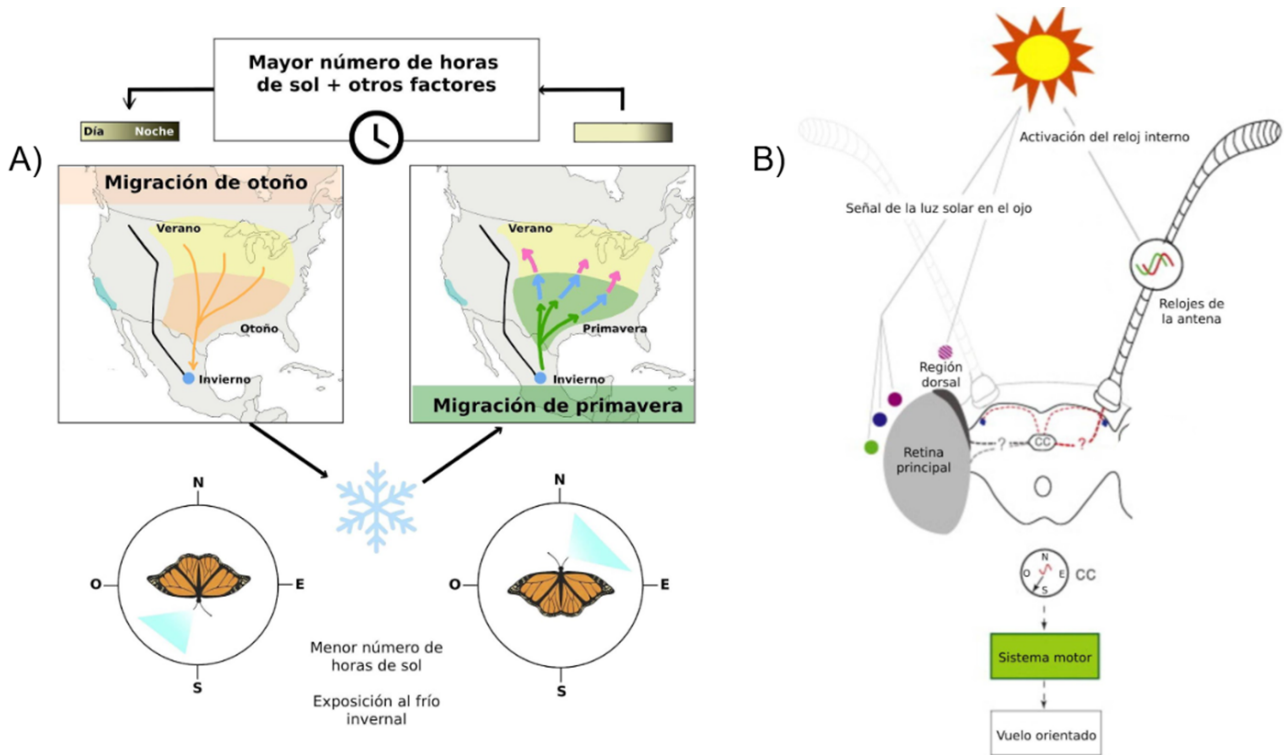 A)
Mayor número de horas
de sol + otros factores
Día
Noche
Migración de otoño
Verano
Otoño
Invierno
Verano
Primavera
Invierno
Migración de primavera
N
O
E
S
N
O
E
S
Menor número de
horas de sol
Exposición al frío
invernal
B)
Activación del reloj interno
Señal de la luz solar en el ojo
Relojes de
la antena
Región
dorsal
Retina
principal
?
CC
?
N
O
E
S
CC
Sistema motor
Vuelo orientado